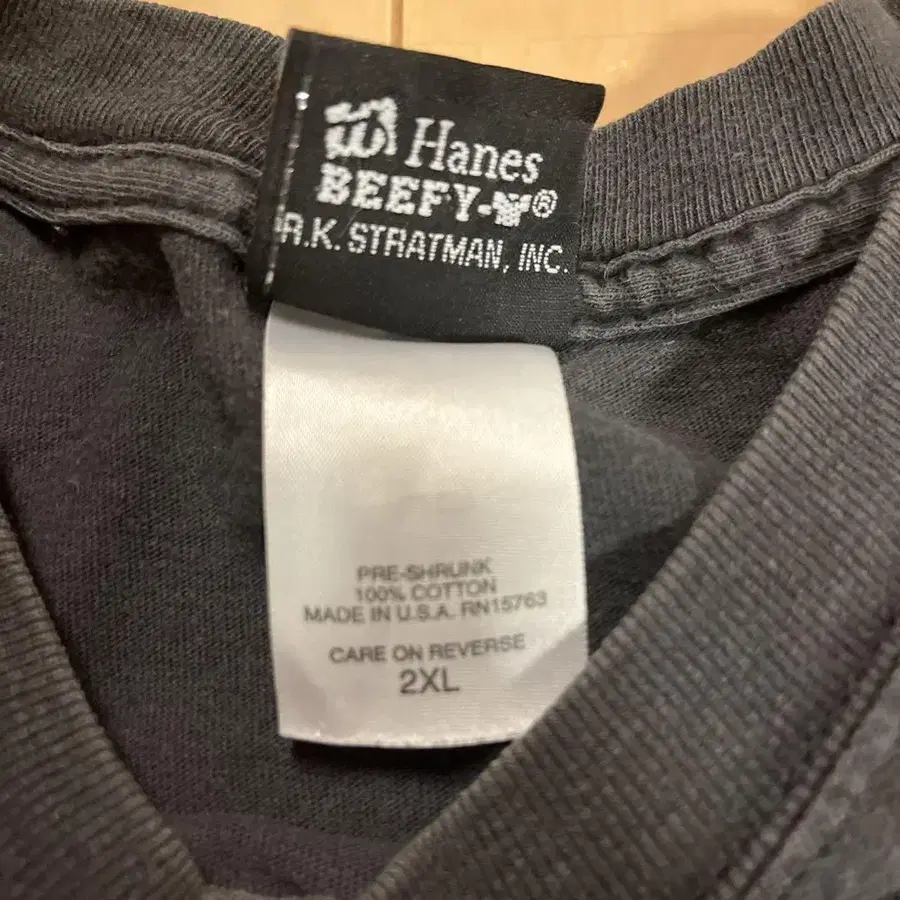 Hanes
BEEFY-T®
R.K. STRATMAN, INC.
PRE-SHRUNK
100% COTTON
MADE IN U.S.A. RN15763
CARE ON REVERSE
2XL